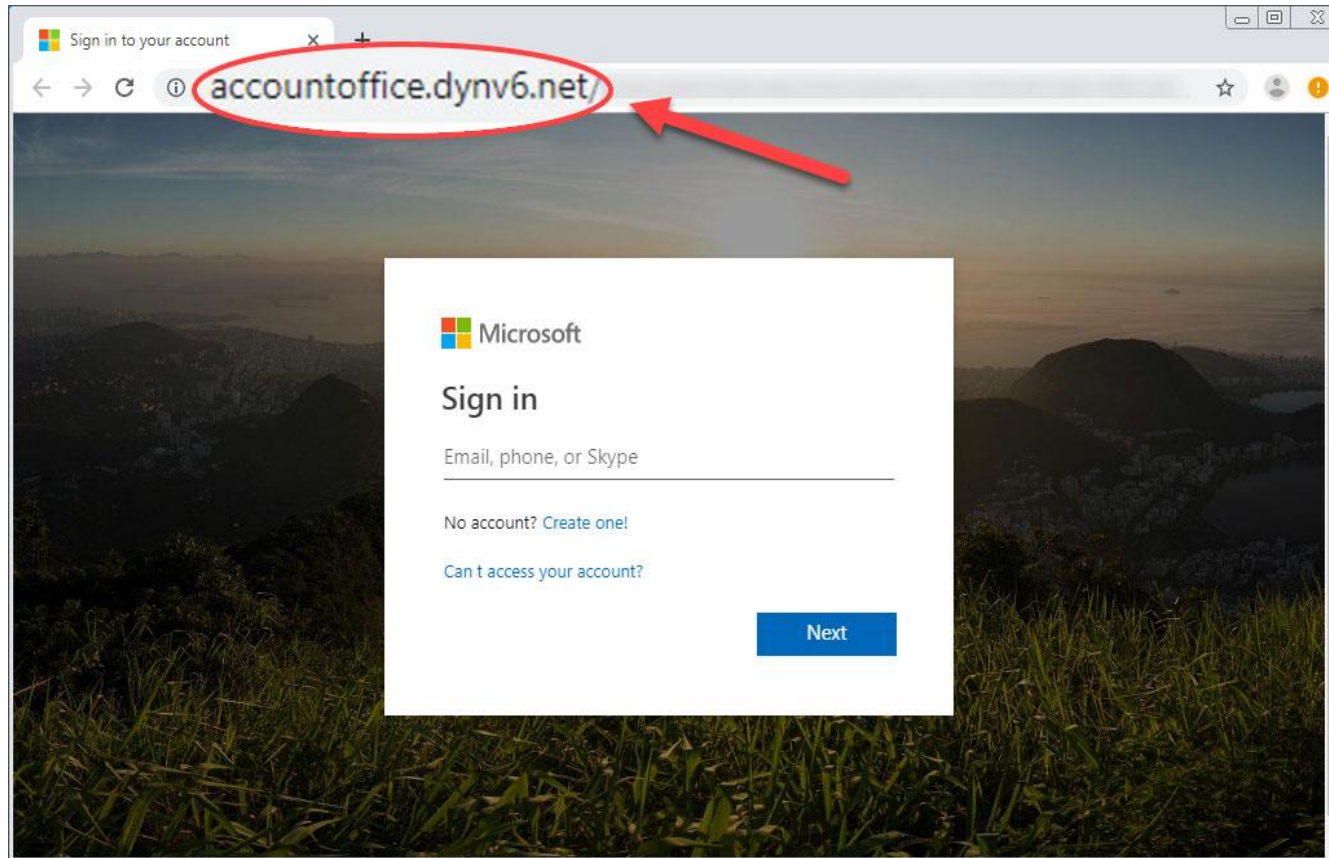 Sign in to your account
accountoffice.dynv6.net/
Microsoft
Sign in
Email, phone, or Skype
No account? Create one!
Can t access your account?
Next